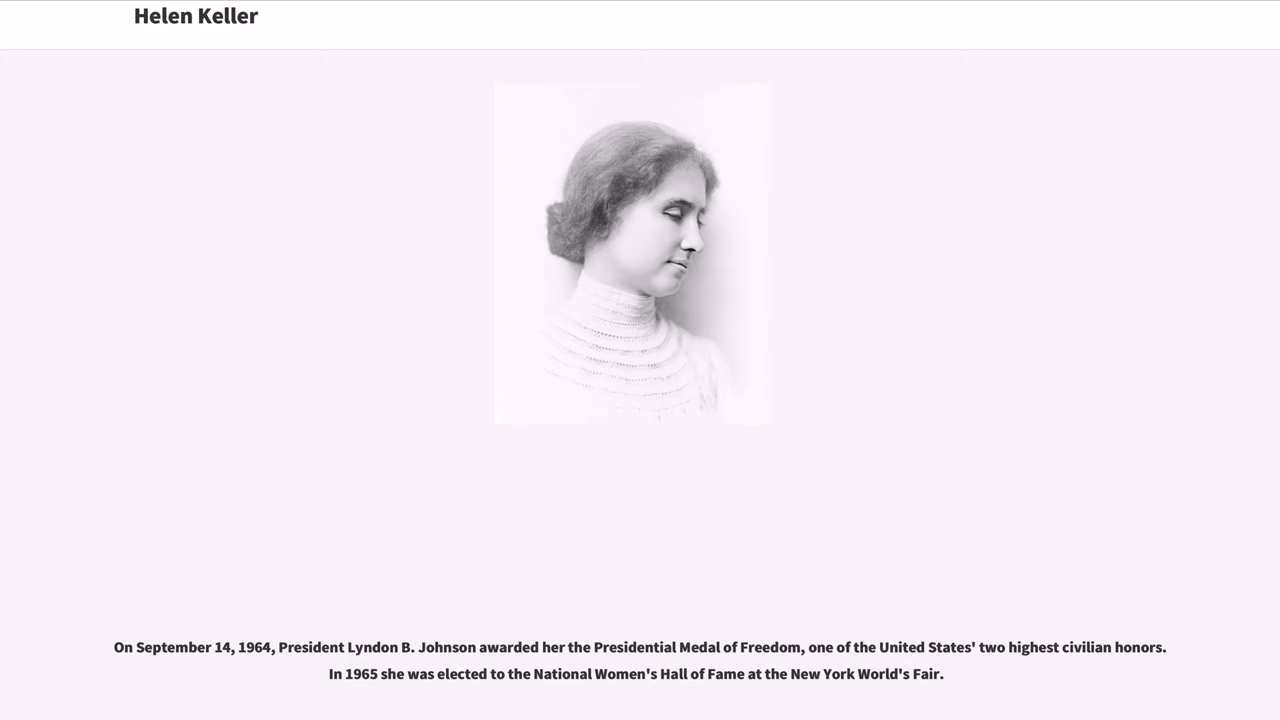 Helen Keller
On September 14, 1964, President Lyndon B. Johnson awarded her the Presidential Medal of Freedom, one of the United States' two highest civilian honors.
In 1965 she was elected to the National Women's Hall of Fame at the New York World's Fair.